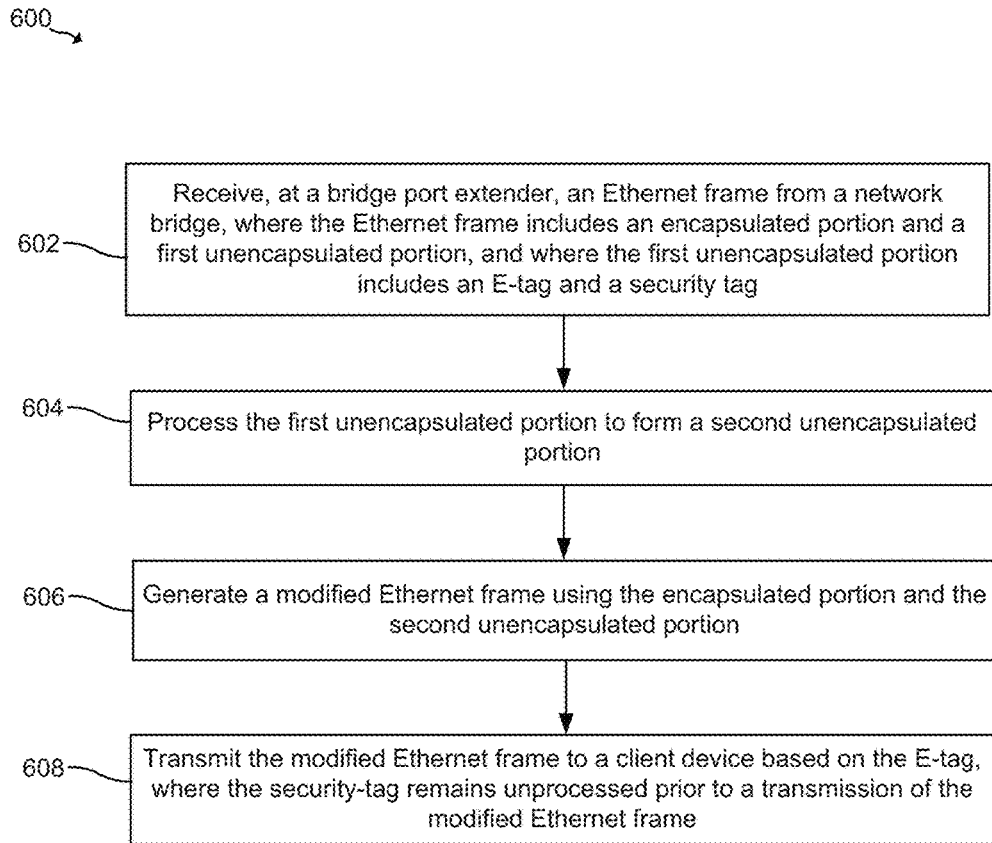 600
602
Receive, at a bridge port extender, an Ethernet frame from a network
bridge, where the Ethernet frame includes an encapsulated portion and a
first unencapsulated portion, and where the first unencapsulated portion
includes an E-tag and a security tag
604
Process the first unencapsulated portion to form a second unencapsulated
portion
606
Generate a modified Ethernet frame using the encapsulated portion and the
second unencapsulated portion
608
Transmit the modified Ethernet frame to a client device based on the E-tag,
where the security-tag remains unprocessed prior to a transmission of the
modified Ethernet frame